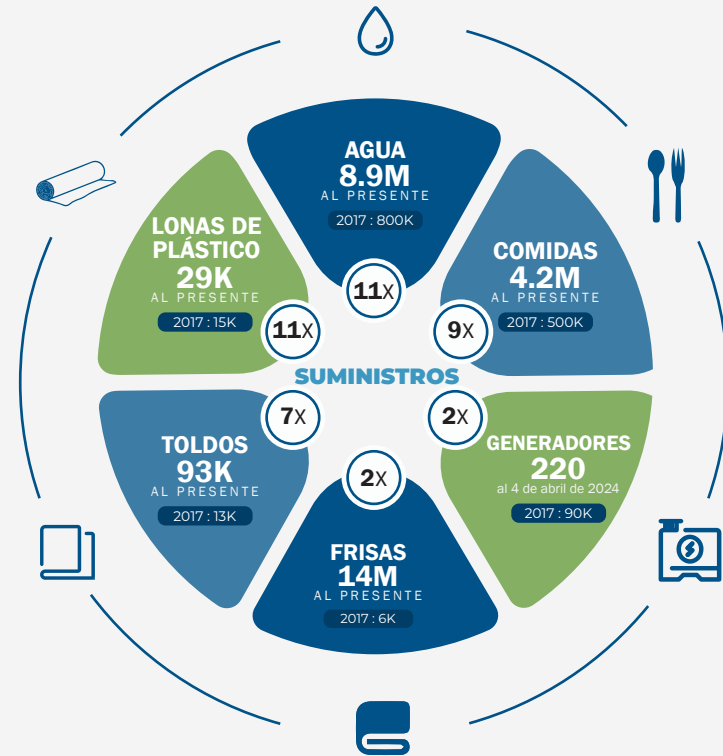 AGUA
8.9M
AL PRESENTE
2017 : 800K
11X
COMIDAS
4.2M
AL PRESENTE
2017 : 500K
9X
GENERADORES
220
al 4 de abril de 2024
2017 : 90K
2X
FRISAS
14M
AL PRESENTE
2017 : 6K
2X
TOLDOS
93K
AL PRESENTE
2017 : 13K
7X
LONAS DE
PLÁSTICO
29K
AL PRESENTE
2017 : 15K
11X
SUMINISTROS